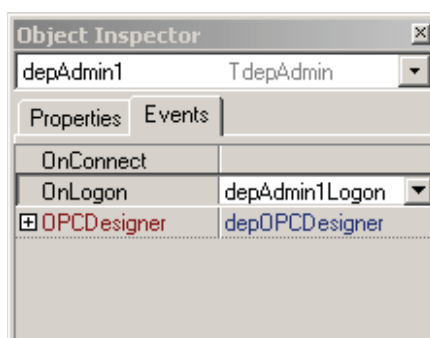 Object Inspector
depAdmin1 TdepAdmin
Properties Events
OnConnect
OnLogon depAdmin1Logon
OPCDesigner depOPCDesigner